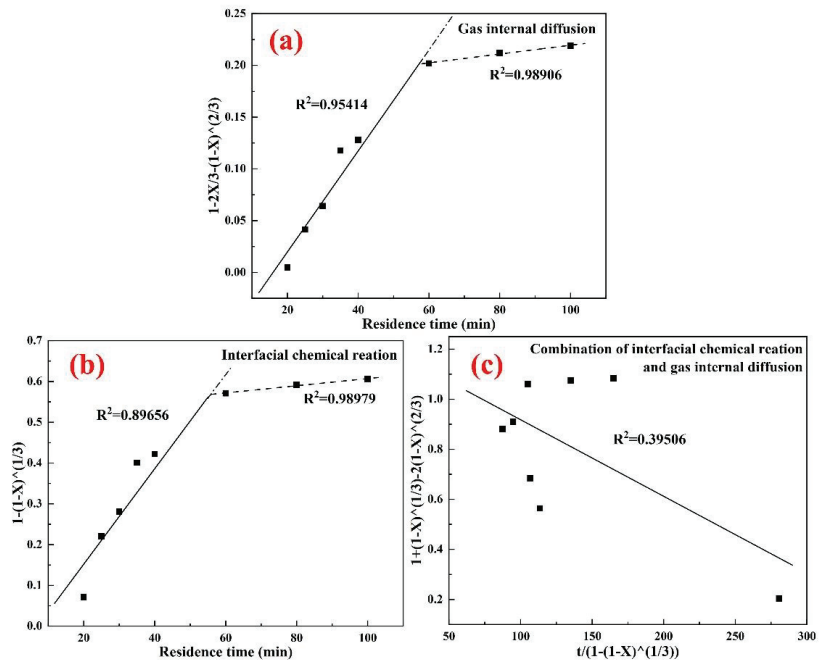 (a)
Gas internal diffusion
R²=0.98906
R²=0.95414
1-2X/3-(1-X)^(2/3)
0.25
0.20
0.15
0.10
0.05
0.00
20 40 60 80 100
Residence time (min)
(b)
Interfacial chemical reation
R²=0.89656
R²=0.98979
1-(1-X)^(1/3)
0.7
0.6
0.5
0.4
0.3
0.2
0.1
0.0
20 40 60 80 100
Residence time (min)
(c)
Combination of interfacial chemical reation
and gas internal diffusion
R²=0.39506
1+(1-X)^(1/3)-2(1-X)^(2/3)
1.2
1.0
0.8
0.6
0.4
0.2
50 100 150 200 250 300
t/(1-(1-X)^(1/3))